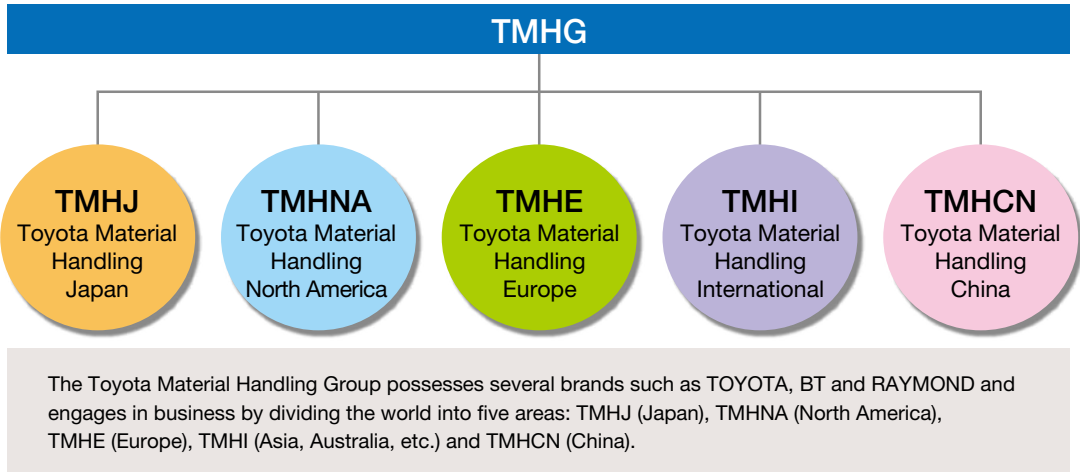 TMHG
TMHJ
Toyota Material
Handling
Japan
TMHNA
Toyota Material
Handling
North America
TMHE
Toyota Material
Handling
Europe
TMHI
Toyota Material
Handling
International
TMHCN
Toyota Material
Handling
China
The Toyota Material Handling Group possesses several brands such as TOYOTA, BT and RAYMOND and
engages in business by dividing the world into five areas: TMHJ (Japan), TMHNA (North America),
TMHE (Europe), TMHI (Asia, Australia, etc.) and TMHCN (China).